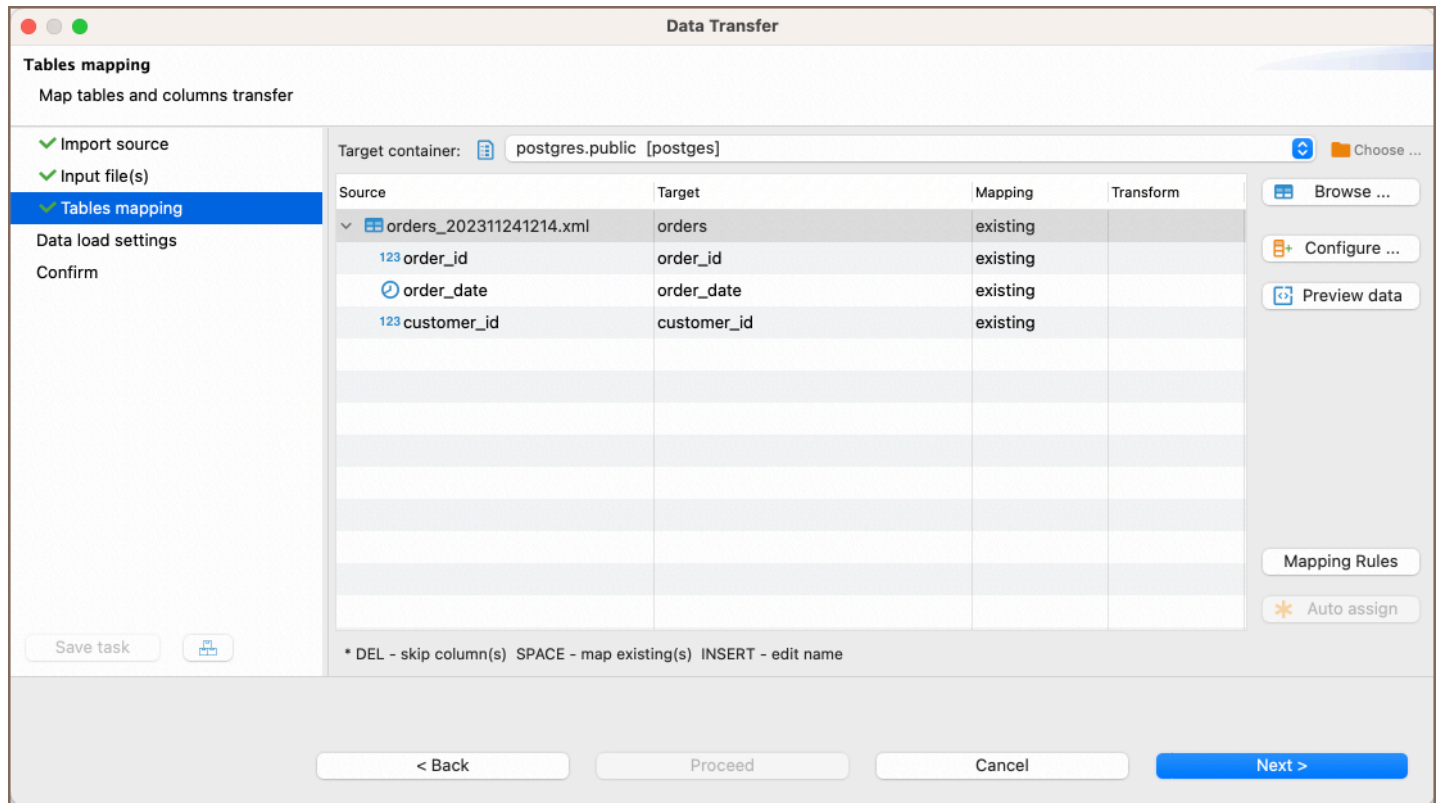 Data Transfer
Tables mapping
Map tables and columns transfer
Import source
Input file(s)
Tables mapping
Data load settings
Confirm
Save task
Target container: postgres.public [postges] Choose ...
Source Target Mapping Transform
orders_202311241214.xml orders existing
123 order_id order_id existing
order_date order_date existing
123 customer_id customer_id existing
Browse ...
Configure ...
Preview data
Mapping Rules
Auto assign
* DEL - skip column(s) SPACE - map existing(s) INSERT - edit name
< Back Proceed Cancel Next >